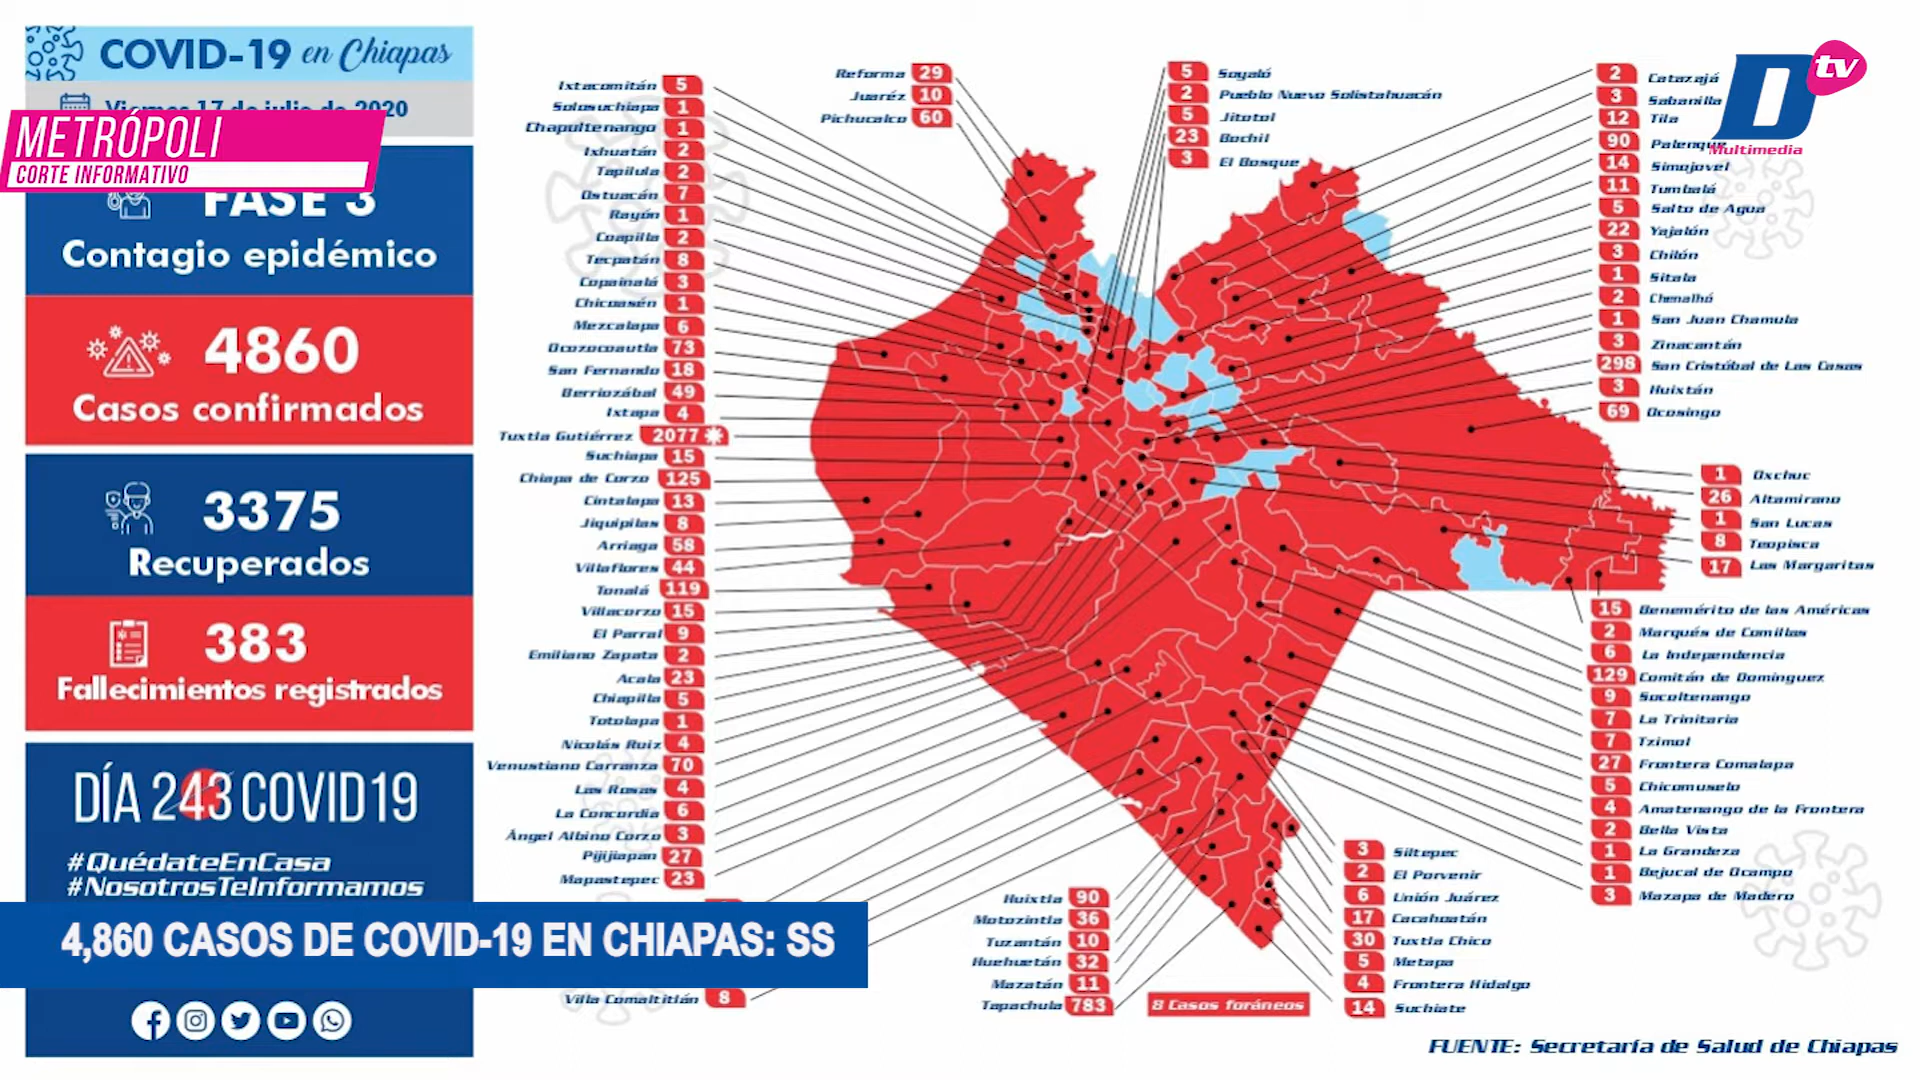 COVID-19 en Chiapas
Viernes 17 de julio de 2020
METRÓPOLI
CORTE INFORMATIVO
FASE 3
Contagio epidémico
4860
Casos confirmados
3375
Recuperados
383
Fallecimientos registrados
DÍA 243 COVID19
#QuédateEnCasa
#NosotrosTeInformamos
4,860 CASOS DE COVID-19 EN CHIAPAS: SS
Ixtacomitán 5
Solosuchiapa 1
Chapultenango 1
Ixhuatán 2
Tapilula 2
Ostuacán 7
Rayón 1
Coapilla 2
Tecpatán 8
Copainalá 3
Chicoasén 1
Mezcalapa 6
Ocozocoautla 73
San Fernando 18
Berriozábal 49
Ixtapa 4
Tuxtla Gutiérrez 2077
Suchiapa 15
Chiapa de Corzo 125
Cintalapa 13
Jiquipilas 8
Arriaga 58
Villaflores 44
Tonalá 119
Villacorzo 15
El Parral 9
Emiliano Zapata 2
Acala 23
Chiapilla 5
Totolapa 1
Nicolás Ruiz 4
Venustiano Carranza 70
Las Rosas 4
La Concordia 6
Ángel Albino Corzo 3
Pijijiapan 27
Mapastepec 23
Villa Comaltitlán 8
Reforma 29
Juaréz 10
Pichucalco 60
5 Soyaló
2 Pueblo Nuevo Solistahuacán
5 Jitotol
23 Bochil
3 El Bosque
2 Catazajá
3 Sabanilla
12 Tila
90 Palenque
14 Simojovel
11 Tumbalá
5 Salto de Agua
22 Yajalón
3 Chilón
1 Sitala
2 Chenalhó
1 San Juan Chamula
3 Zinacantán
298 San Cristóbal de Las Casas
3 Huixtán
69 Ocosingo
1 Oxchuc
26 Altamirano
1 San Lucas
8 Teopisca
17 Las Margaritas
15 Benemérito de las Américas
2 Marqués de Comillas
6 La Independencia
129 Comitán de Domínguez
9 Socoltenango
7 La Trinitaria
7 Tzimol
27 Frontera Comalapa
5 Chicomuselo
4 Amatenango de la Frontera
2 Bella Vista
1 La Grandeza
1 Bejucal de Ocampo
3 Mazapa de Madero
Huixtla 90
Motozintla 36
Tuzantán 10
Huehuetán 32
Mazatán 11
Tapachula 783
8 Casos foráneos
3 Siltepec
2 El Porvenir
6 Unión Juárez
17 Cacahoatán
30 Tuxtla Chico
5 Metapa
4 Frontera Hidalgo
14 Suchiate
FUENTE: Secretaría de Salud de Chiapas
D tv
Multimedia